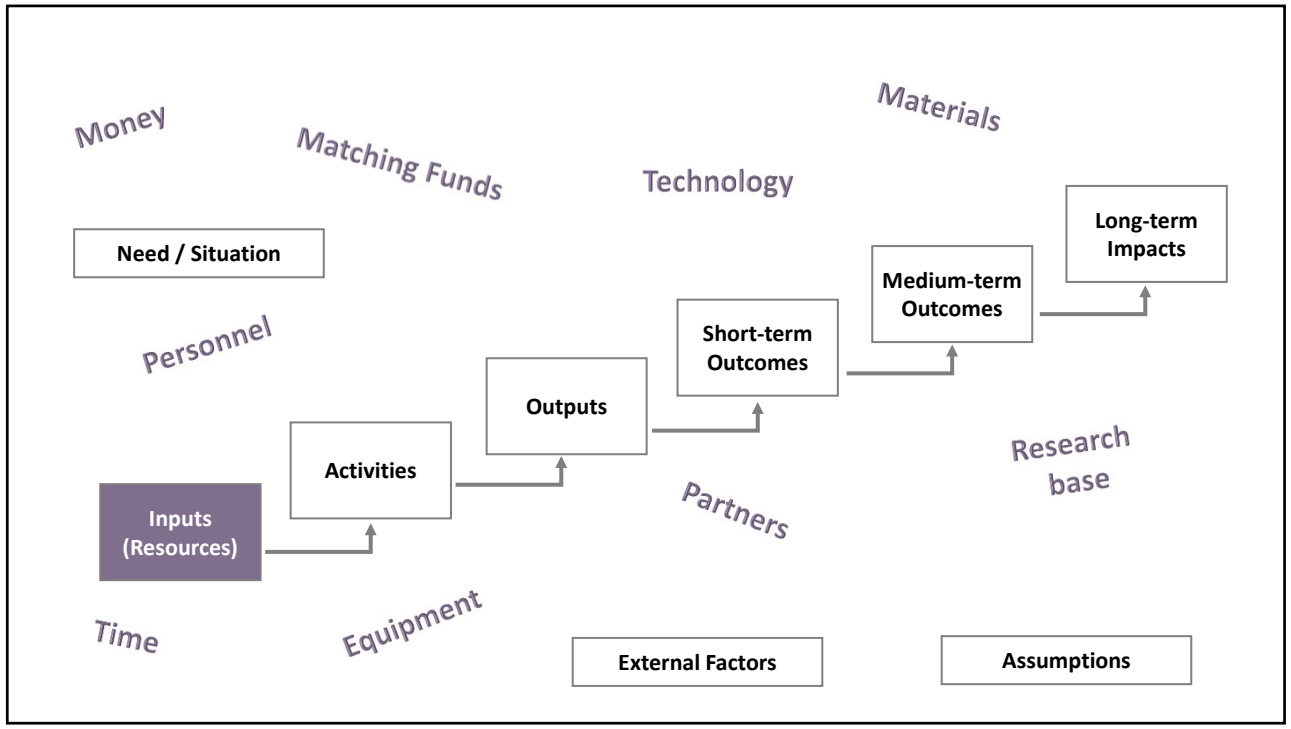 Money
Matching Funds
Technology
Materials
Need / Situation
Long-term
Impacts
Medium-term
Outcomes
Personnel
Short-term
Outcomes
Outputs
Activities
Research
base
Partners
Inputs
(Resources)
Time
Equipment
External Factors
Assumptions